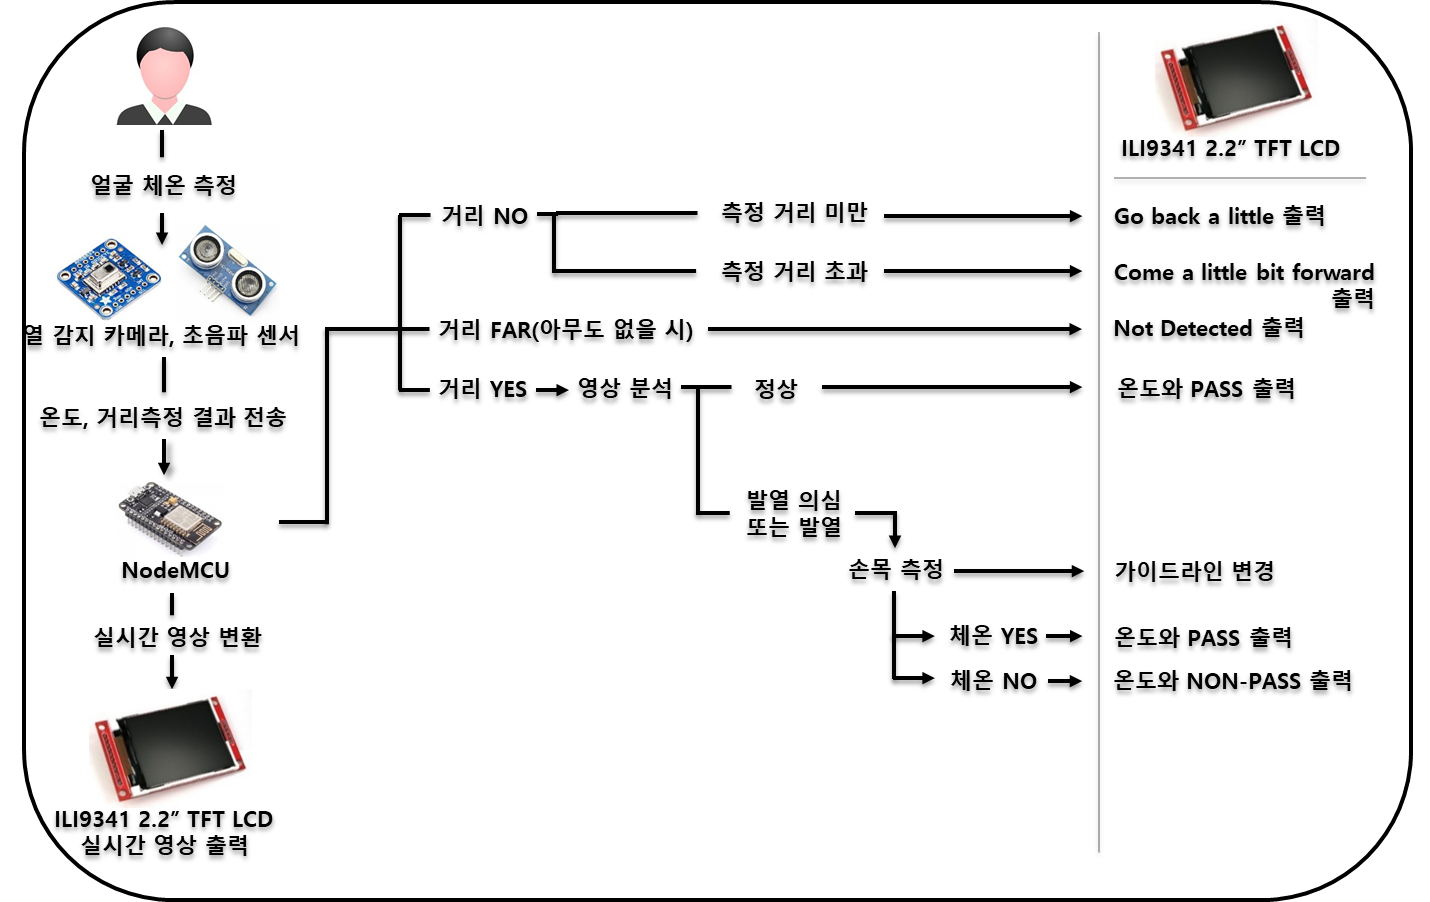 얼굴 체온 측정
열 감지 카메라, 초음파 센서
온도, 거리측정 결과 전송
NodeMCU
실시간 영상 변환
ILI9341 2.2” TFT LCD
실시간 영상 출력
거리 NO
측정 거리 미만
측정 거리 초과
거리 FAR(아무도 없을 시)
거리 YES
영상 분석
정상
발열 의심
또는 발열
손목 측정
체온 YES
체온 NO
ILI9341 2.2” TFT LCD
Go back a little 출력
Come a little bit forward
출력
Not Detected 출력
온도와 PASS 출력
가이드라인 변경
온도와 PASS 출력
온도와 NON-PASS 출력